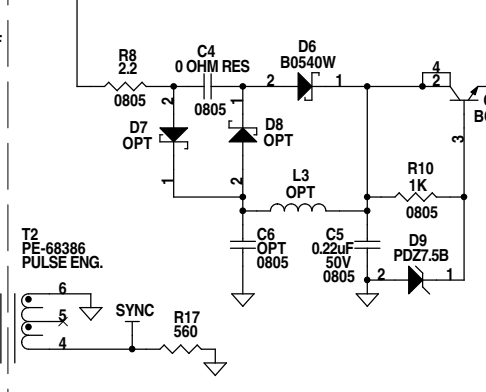 R8
2.2
0805
C4
0 OHM RES
0805
D6
B0540W
2
1
4
2
3
2
D7
OPT
1
1
D8
OPT
2
L3
OPT
R10
1K
0805
C6
OPT
0805
C5
0.22uF
50V
0805
D9
PDZ7.5B
2
1
T2
PE-68386
PULSE ENG.
6
5
4
SYNC
R17
560